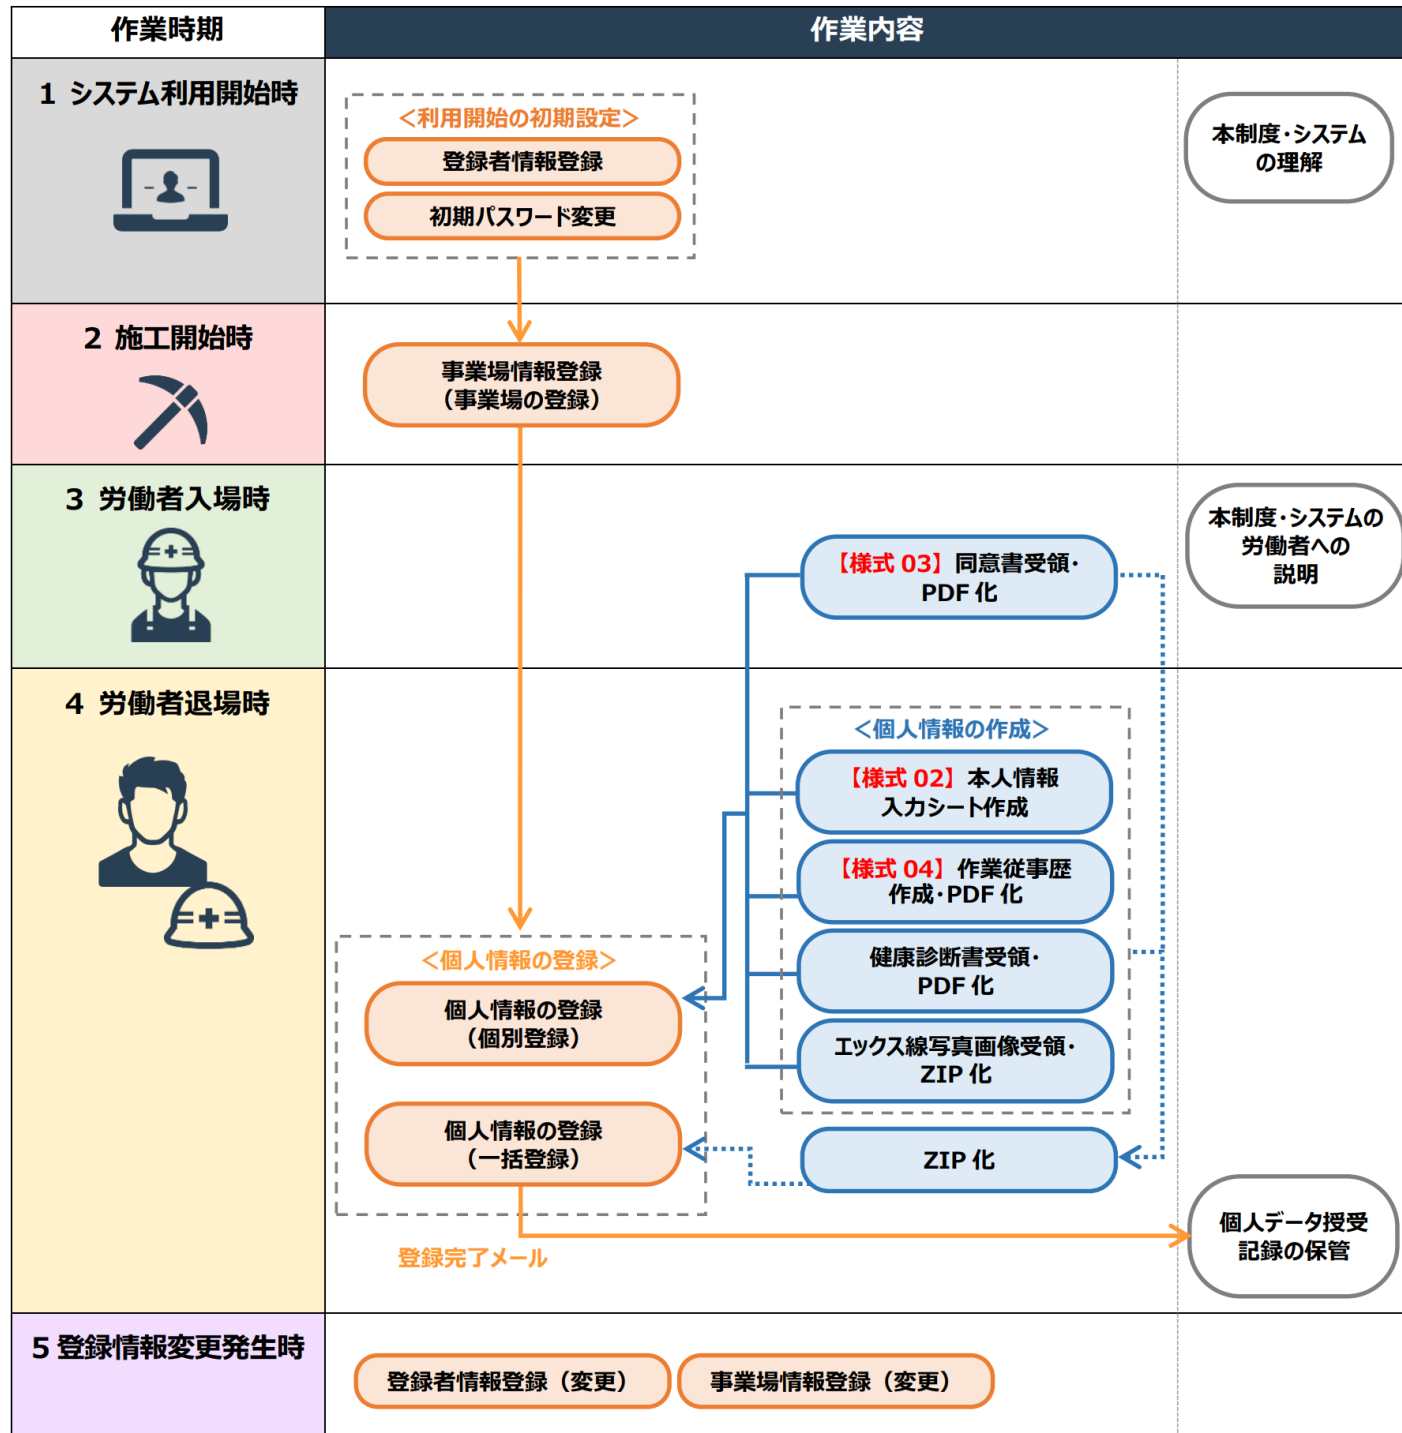 作業時期
作業内容
1 システム利用開始時
＜利用開始の初期設定＞
登録者情報登録
初期パスワード変更
本制度・システム
の理解
2 施工開始時
事業場情報登録
（事業場の登録）
3 労働者入場時
【様式 03】同意書受領・
PDF 化
本制度・システムの
労働者への
説明
4 労働者退場時
＜個人情報の作成＞
【様式 02】本人情報
入力シート作成
【様式 04】作業従事歴
作成・PDF 化
健康診断書受領・
PDF 化
エックス線写真画像受領・
ZIP 化
ZIP 化
＜個人情報の登録＞
個人情報の登録
（個別登録）
個人情報の登録
（一括登録）
登録完了メール
個人データ授受
記録の保管
5 登録情報変更発生時
登録者情報登録（変更）
事業場情報登録（変更）